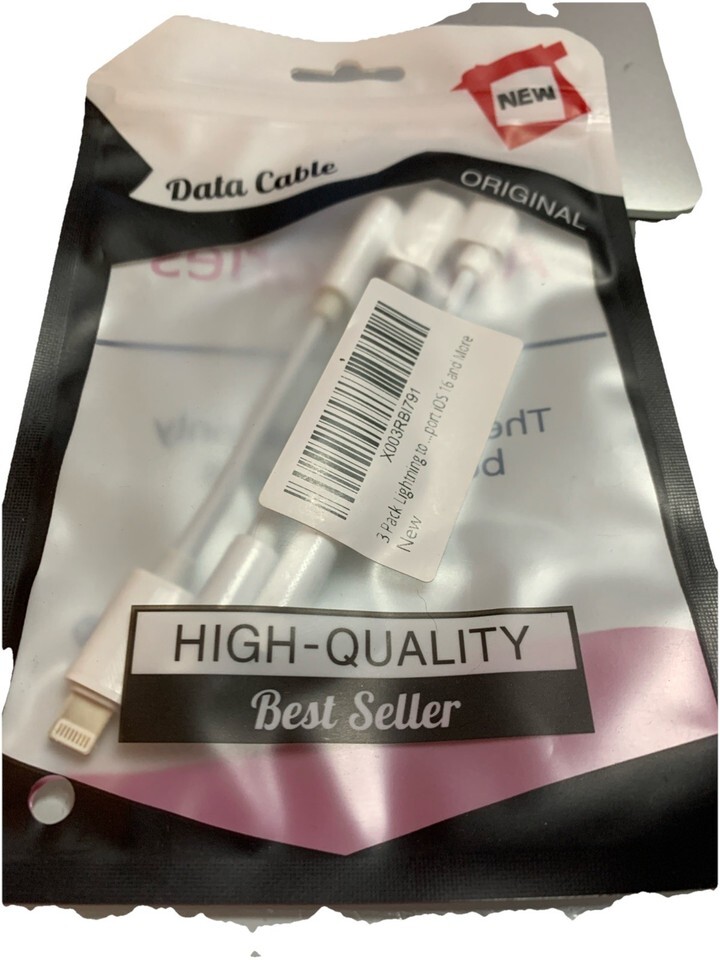 NEW
Data Cable
ORIGINAL
X003RBI791
3 Pack Lightning to...port iOS 16 and More
New
The
HIGH-QUALITY
Best Seller